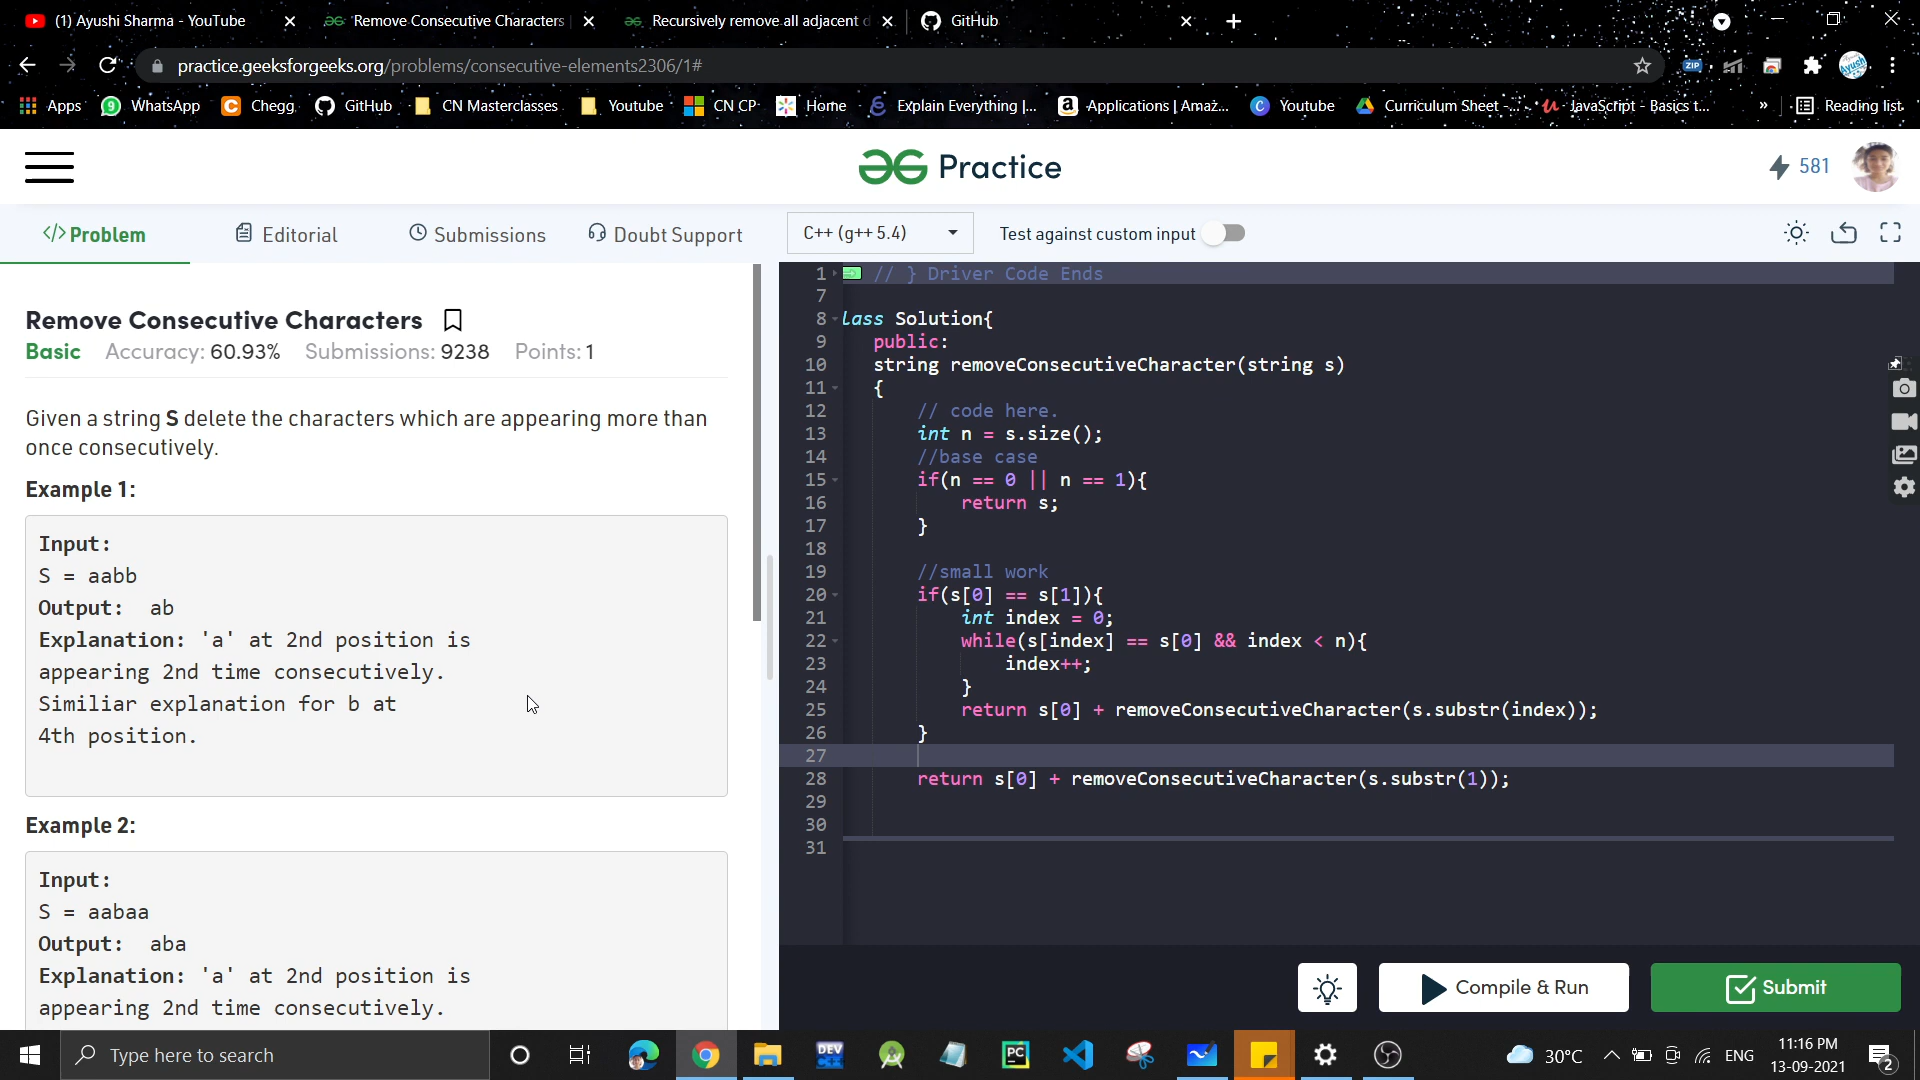 (1) Ayushi Sharma - YouTube
Remove Consecutive Characters
Recursively remove all adjacent d
GitHub
practice.geeksforgeeks.org/problems/consecutive-elements2306/1#
ZIP
Apps
9
WhatsApp
Chegg
GitHub
CN Masterclasses
Youtube
CN CP
Home
Explain Everything |...
Applications | Amaz...
Youtube
Curriculum Sheet -...
JavaScript - Basics t...
»
Reading list
Practice
581
</> Problem
Editorial
Submissions
Doubt Support
C++ (g++ 5.4)
Test against custom input
Remove Consecutive Characters
Basic Accuracy: 60.93% Submissions: 9238 Points: 1
Given a string S delete the characters which are appearing more than
once consecutively.
Example 1:
Input:
S = aabb
Output: ab
Explanation: 'a' at 2nd position is
appearing 2nd time consecutively.
Similiar explanation for b at
4th position.
Example 2:
Input:
S = aabaa
Output: aba
Explanation: 'a' at 2nd position is
appearing 2nd time consecutively.
1 // } Driver Code Ends
7
8 lass Solution{
9 public:
10 string removeConsecutiveCharacter(string s)
11 {
12 // code here.
13 int n = s.size();
14 //base case
15 if(n == 0 || n == 1){
16 return s;
17 }
18
19 //small work
20 if(s[0] == s[1]){
21 int index = 0;
22 while(s[index] == s[0] && index < n){
23 index++;
24 }
25 return s[0] + removeConsecutiveCharacter(s.substr(index));
26 }
27
28 return s[0] + removeConsecutiveCharacter(s.substr(1));
29
30
31
Compile & Run
Submit
Type here to search
DEV
PC
30°C
ENG
11:16 PM
13-09-2021
2